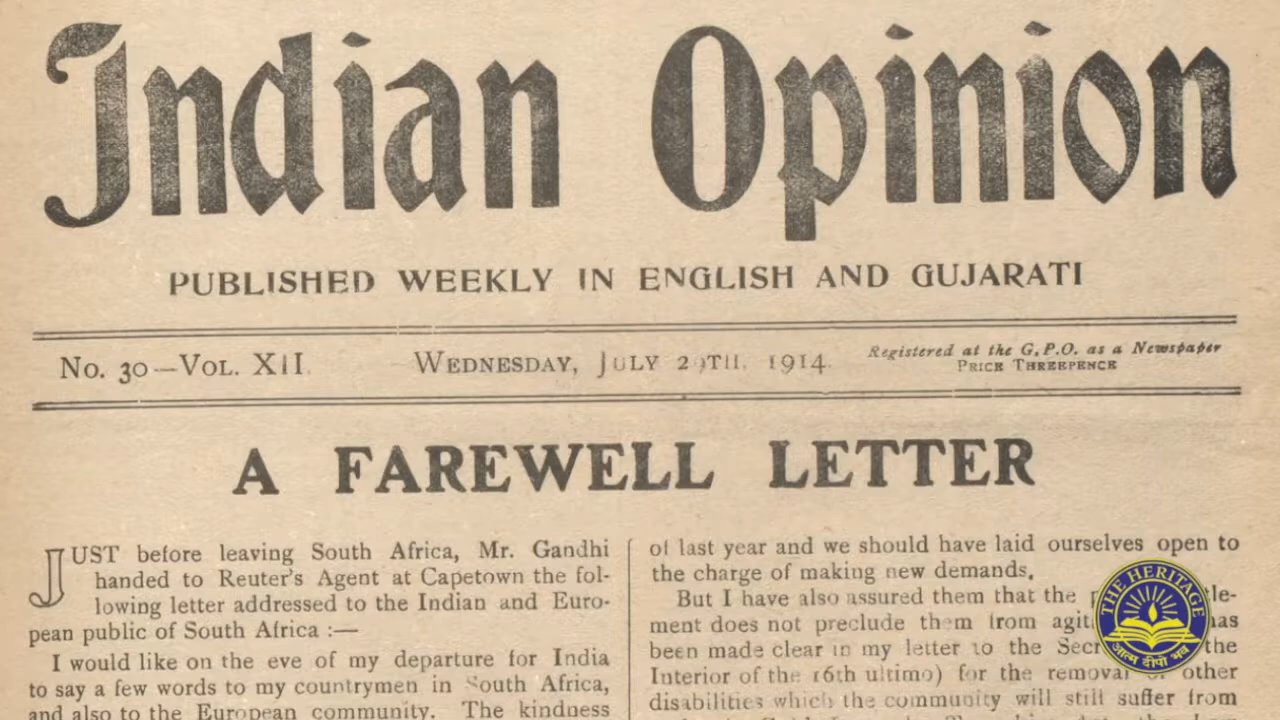 Indian Opinion
PUBLISHED WEEKLY IN ENGLISH AND GUJARATI
No. 30—Vol. XII.
Wednesday, July 29th, 1914.
Registered at the G.P.O. as a Newspaper
Price Threepence
A FAREWELL LETTER
JUST before leaving South Africa, Mr. Gandhi
handed to Reuter's Agent at Capetown the fol-
lowing letter addressed to the Indian and Euro-
pean public of South Africa :—
I would like on the eve of my departure for India
to say a few words to my countrymen in South Africa,
and also to the European community. The kindness
of last year and we should have laid ourselves open to
the charge of making new demands.
But I have also assured them that the tle-
ment does not preclude them from agit has
been made clear in my letter to the Secr the
Interior of the 16th ultimo) for the removal other
disabilities which the community will still suffer from
THE HERITAGE
आत्म दीपो भवः